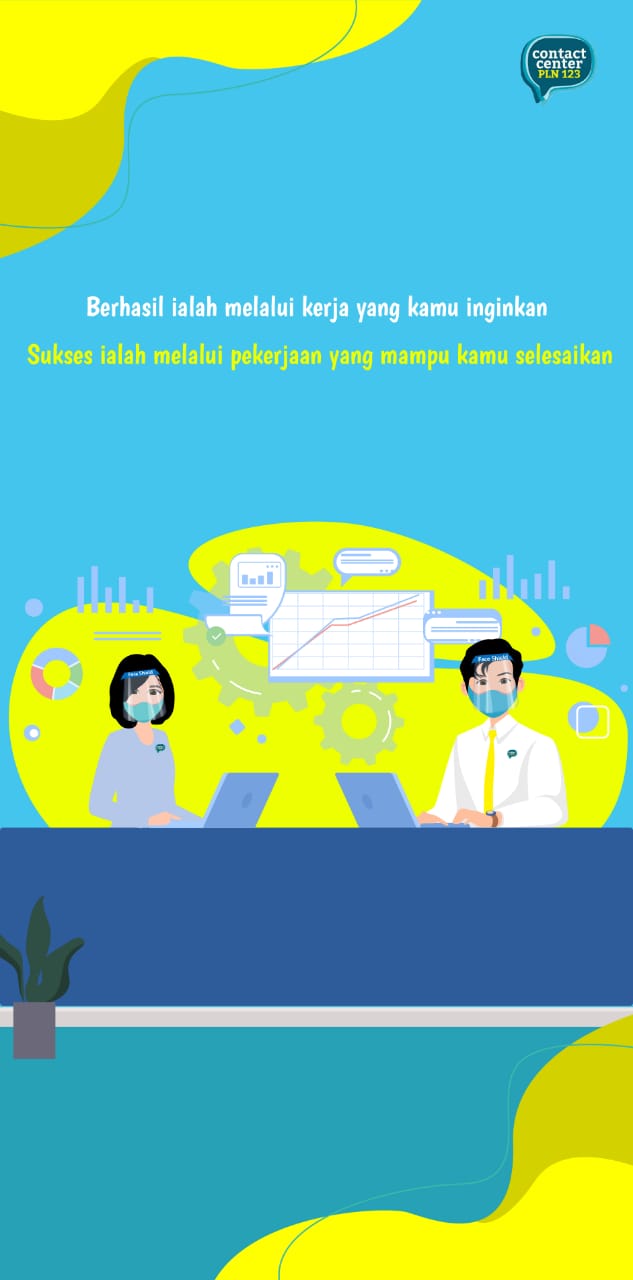 contact
center
PLN 123
Berhasil ialah melalui kerja yang kamu inginkan
Sukses ialah melalui pekerjaan yang mampu kamu selesaikan
Face Shield
Face Shield